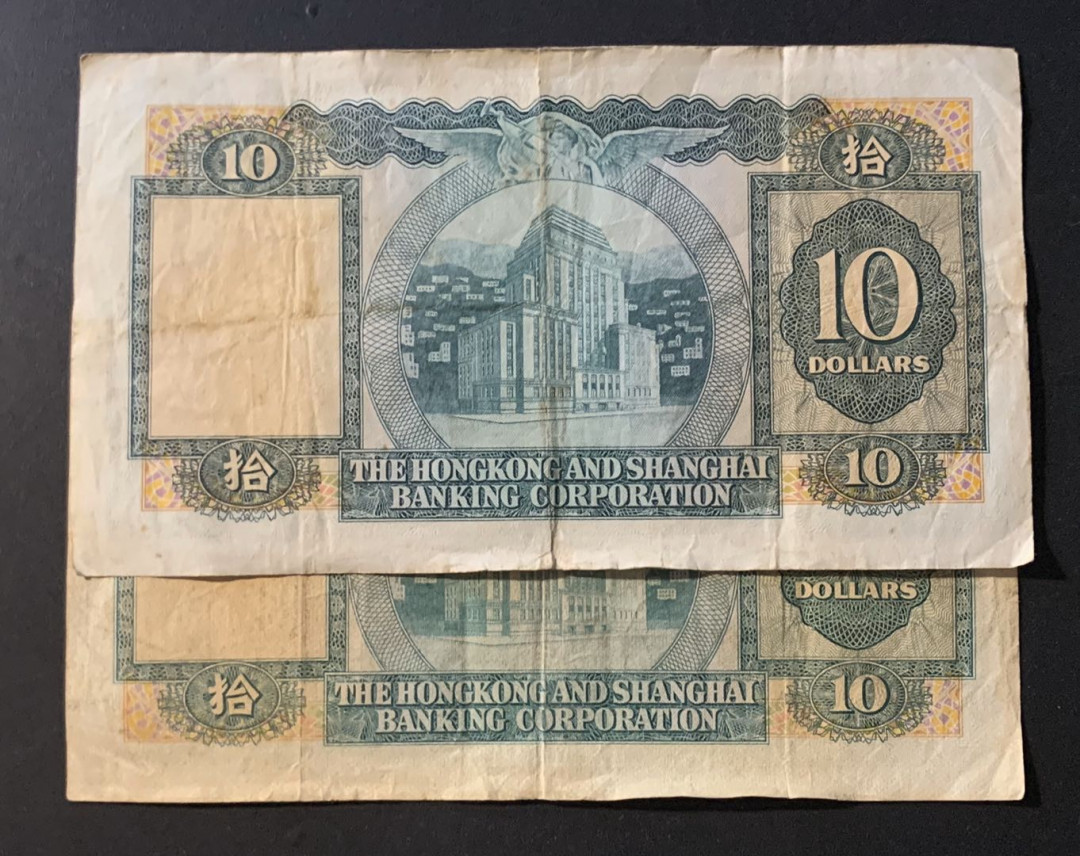 10
拾
10
DOLLARS
THE HONGKONG AND SHANGHAI
BANKING CORPORATION
拾
10
DOLLARS
THE HONGKONG AND SHANGHAI
BANKING CORPORATION
拾
10